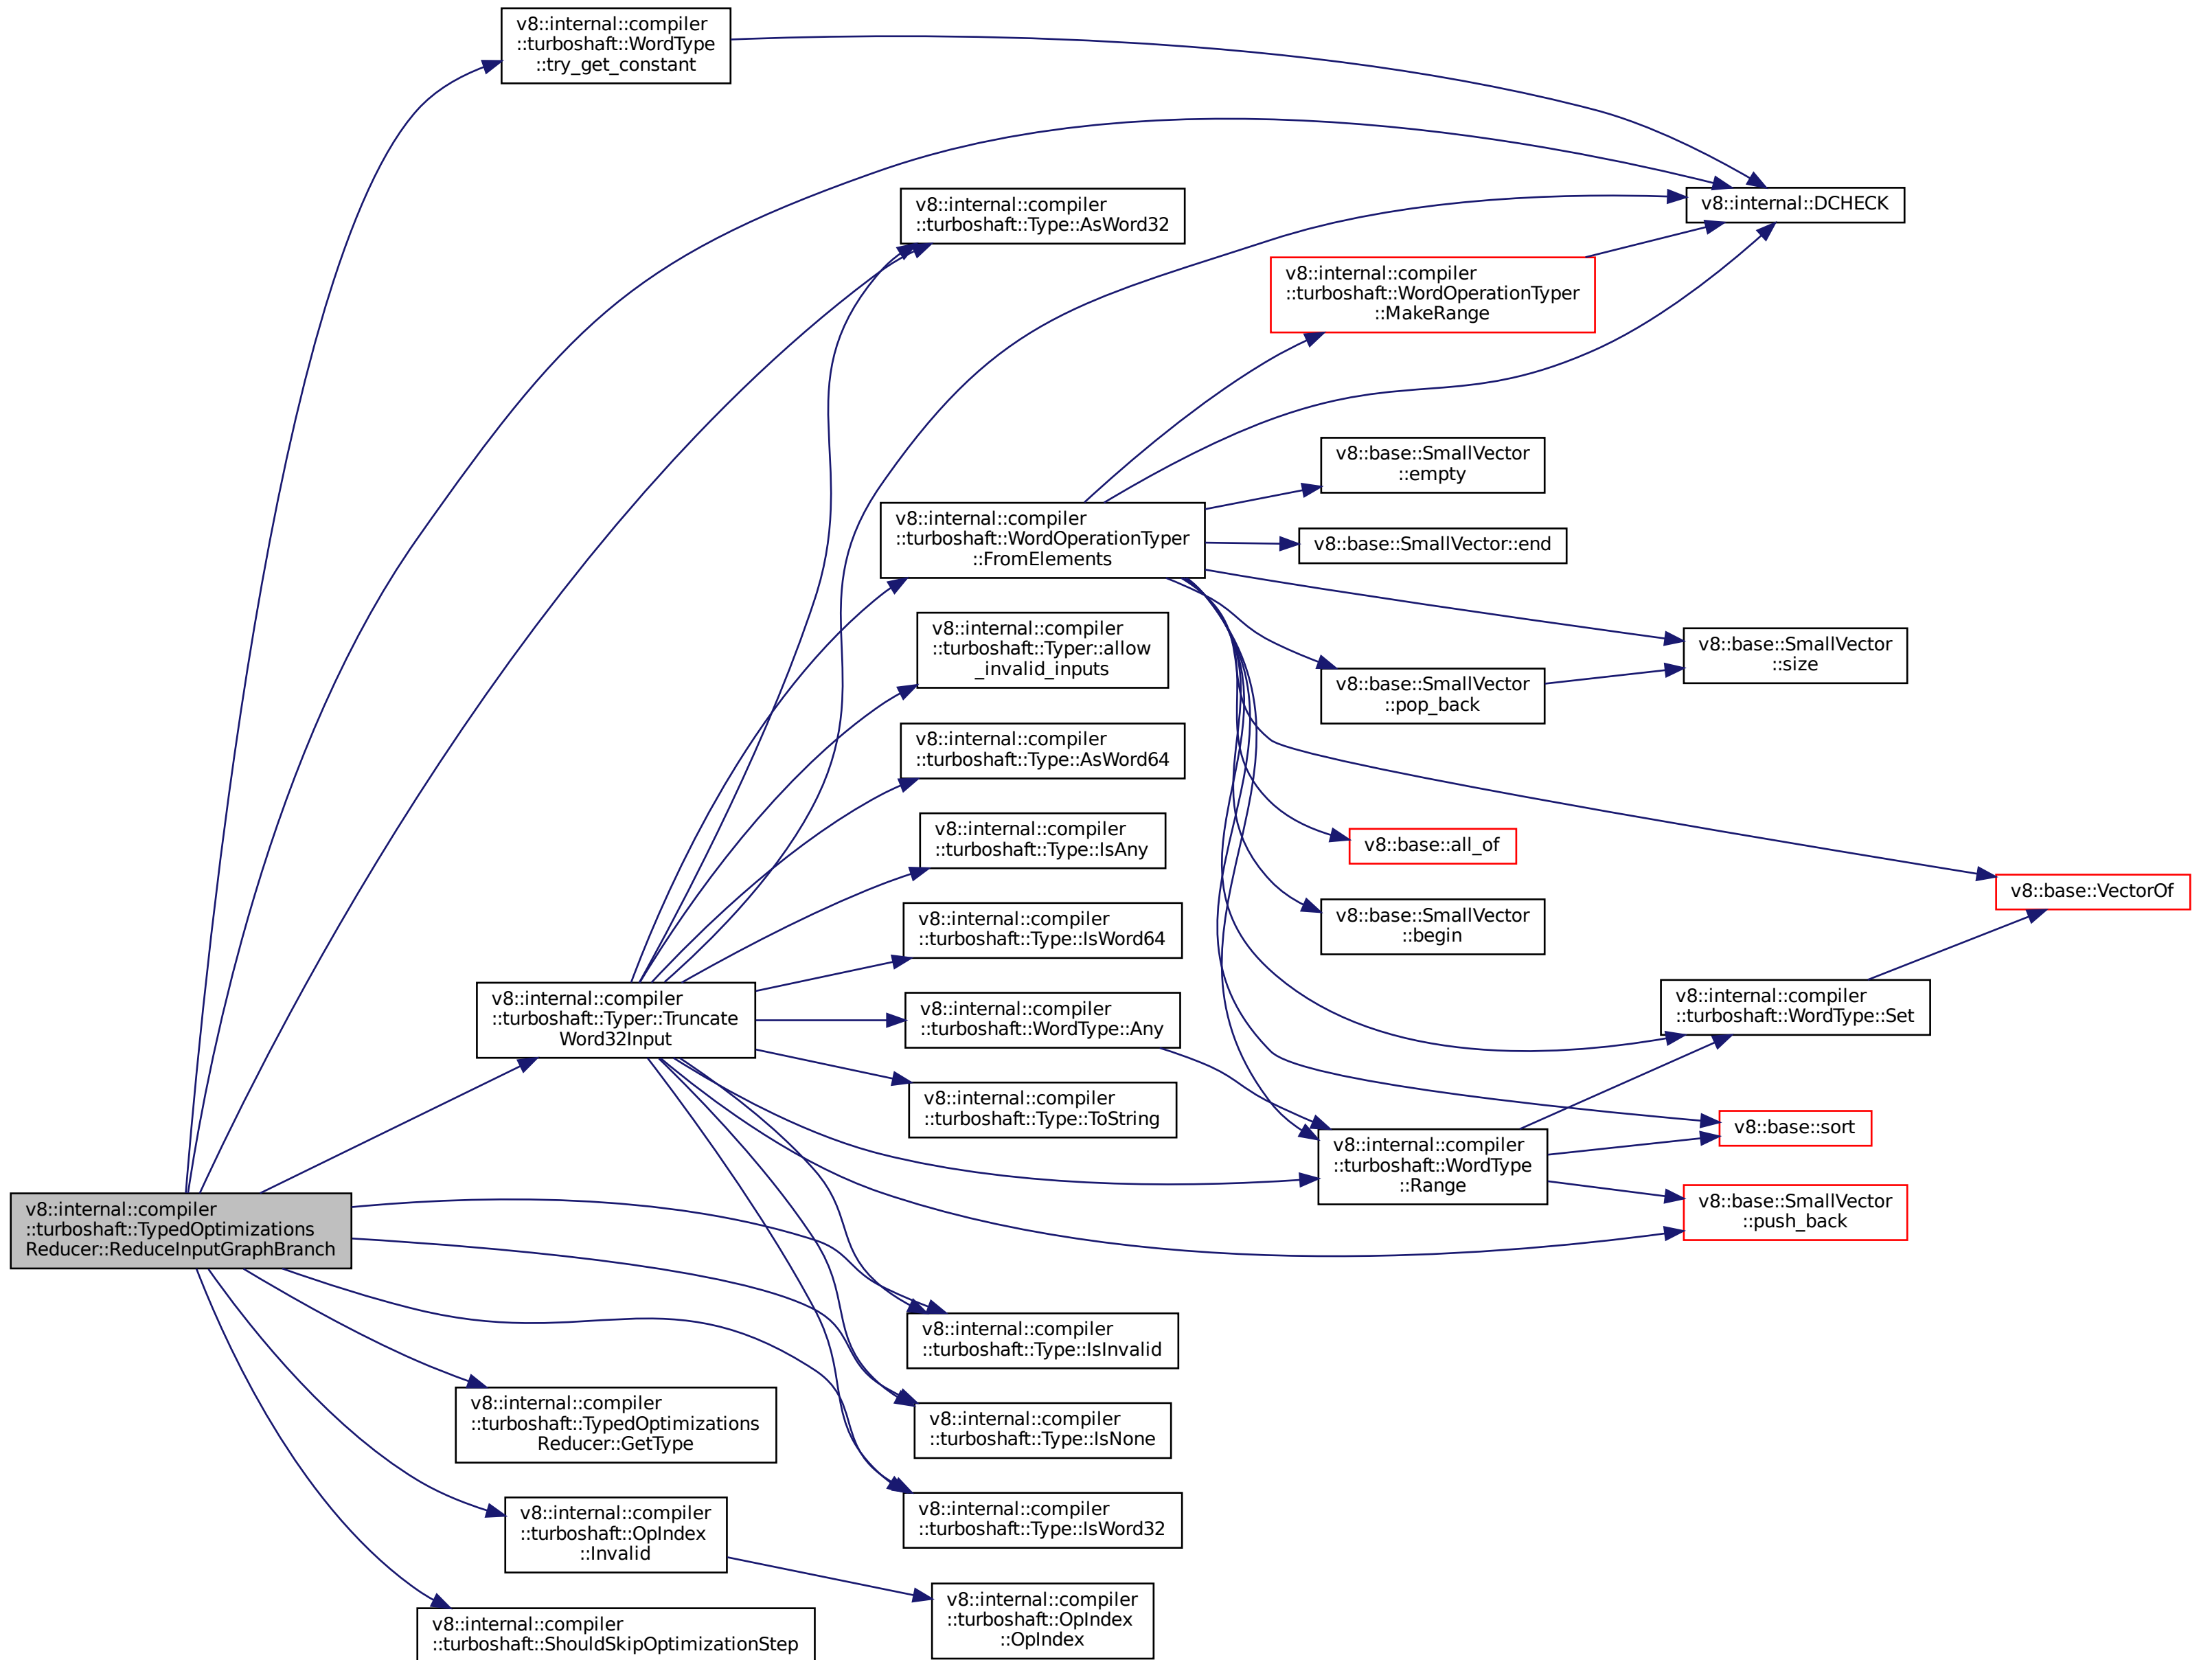 v8::internal::compiler
::turboshaft::WordType
::try_get_constant
v8::internal::compiler
::turboshaft::Type::AsWord32
v8::internal::DCHECK
v8::internal::compiler
::turboshaft::WordOperationTyper
::MakeRange
v8::base::SmallVector
::empty
v8::internal::compiler
::turboshaft::WordOperationTyper
::FromElements
v8::base::SmallVector::end
v8::internal::compiler
::turboshaft::Typer::allow
_invalid_inputs
v8::base::SmallVector
::size
v8::base::SmallVector
::pop_back
v8::internal::compiler
::turboshaft::Type::AsWord64
v8::internal::compiler
::turboshaft::Type::IsAny
v8::base::all_of
v8::base::VectorOf
v8::internal::compiler
::turboshaft::Type::IsWord64
v8::base::SmallVector
::begin
v8::internal::compiler
::turboshaft::Typer::Truncate
Word32Input
v8::internal::compiler
::turboshaft::WordType::Any
v8::internal::compiler
::turboshaft::WordType::Set
v8::internal::compiler
::turboshaft::Type::ToString
v8::base::sort
v8::internal::compiler
::turboshaft::WordType
::Range
v8::base::SmallVector
::push_back
v8::internal::compiler
::turboshaft::TypedOptimizations
Reducer::ReduceInputGraphBranch
v8::internal::compiler
::turboshaft::Type::IsInvalid
v8::internal::compiler
::turboshaft::TypedOptimizations
Reducer::GetType
v8::internal::compiler
::turboshaft::Type::IsNone
v8::internal::compiler
::turboshaft::OpIndex
::Invalid
v8::internal::compiler
::turboshaft::Type::IsWord32
v8::internal::compiler
::turboshaft::OpIndex
::OpIndex
v8::internal::compiler
::turboshaft::ShouldSkipOptimizationStep